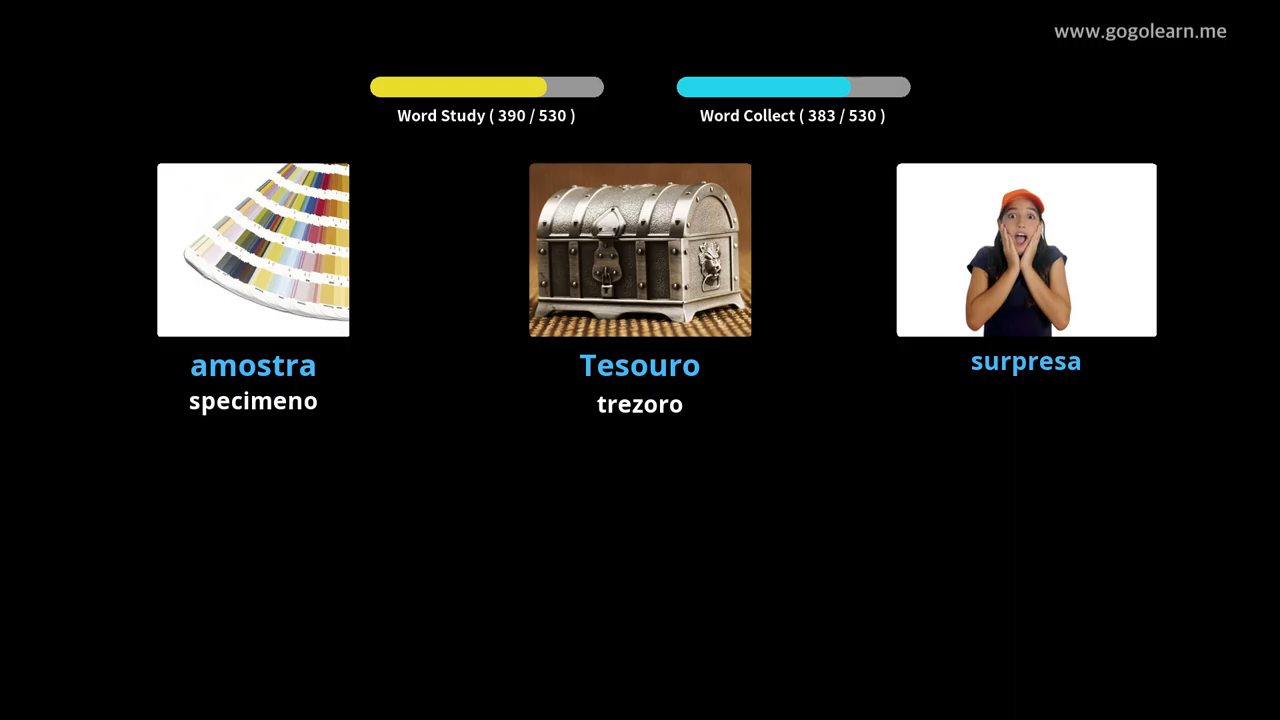 www.gogolearn.me
Word Study ( 390 / 530 )
Word Collect ( 383 / 530 )
amostra
specimeno
Tesouro
trezoro
surpresa